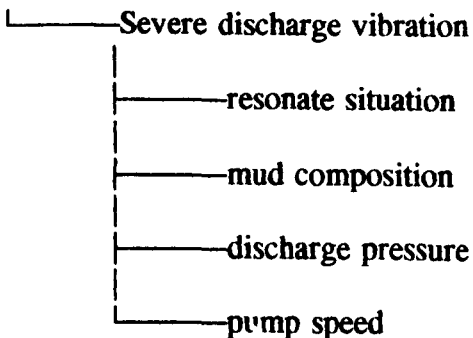 Severe discharge vibration
resonate situation
mud composition
discharge pressure
pump speed